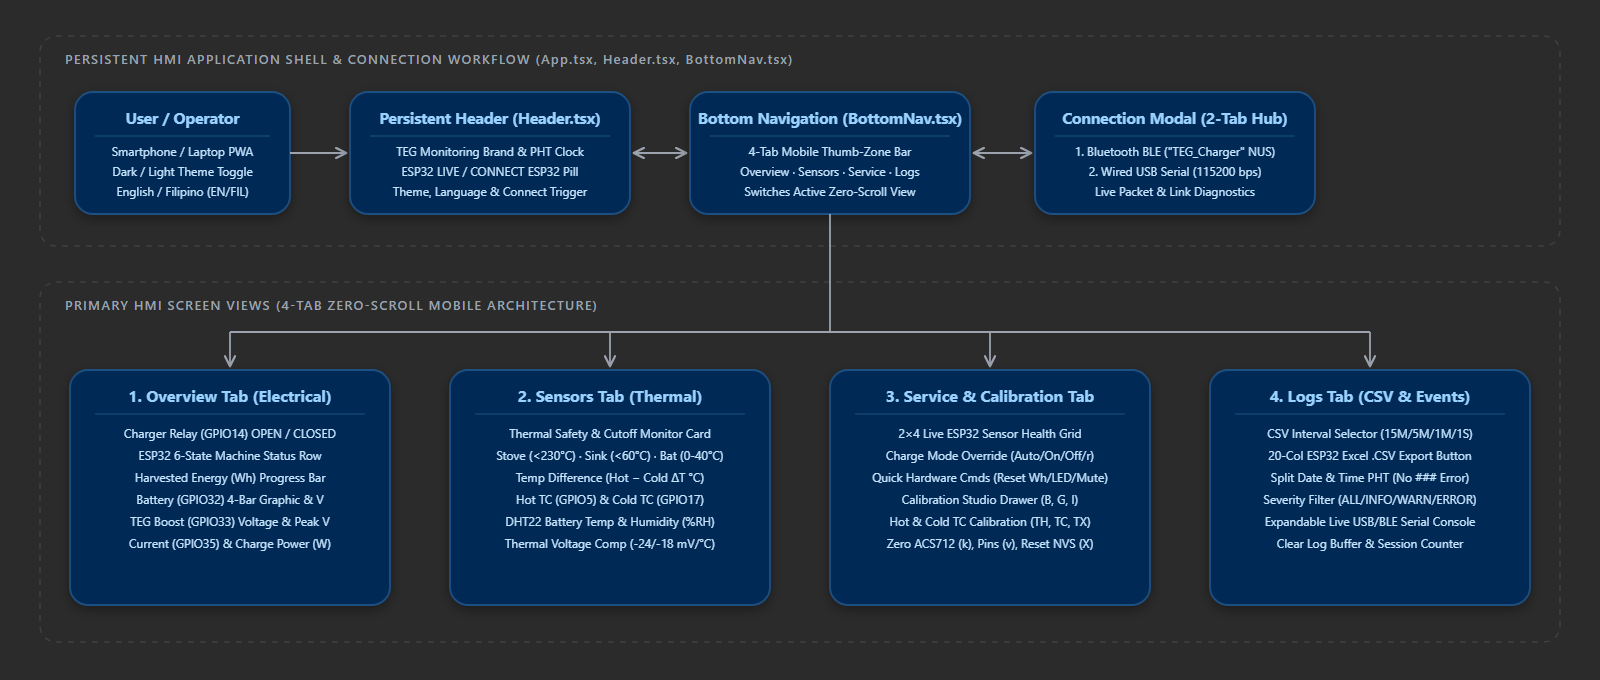 PERSISTENT HMI APPLICATION SHELL & CONNECTION WORKFLOW (App.tsx, Header.tsx, BottomNav.tsx)
User / Operator
Smartphone / Laptop PWA
Dark / Light Theme Toggle
English / Filipino (EN/FIL)
Persistent Header (Header.tsx)
TEG Monitoring Brand & PHT Clock
ESP32 LIVE / CONNECT ESP32 Pill
Theme, Language & Connect Trigger
Bottom Navigation (BottomNav.tsx)
4-Tab Mobile Thumb-Zone Bar
Overview · Sensors · Service · Logs
Switches Active Zero-Scroll View
Connection Modal (2-Tab Hub)
1. Bluetooth BLE ("TEG_Charger" NUS)
2. Wired USB Serial (115200 bps)
Live Packet & Link Diagnostics
PRIMARY HMI SCREEN VIEWS (4-TAB ZERO-SCROLL MOBILE ARCHITECTURE)
1. Overview Tab (Electrical)
Charger Relay (GPIO14) OPEN / CLOSED
ESP32 6-State Machine Status Row
Harvested Energy (Wh) Progress Bar
Battery (GPIO32) 4-Bar Graphic & V
TEG Boost (GPIO33) Voltage & Peak V
Current (GPIO35) & Charge Power (W)
2. Sensors Tab (Thermal)
Thermal Safety & Cutoff Monitor Card
Stove (<230°C) · Sink (<60°C) · Bat (0-40°C)
Temp Difference (Hot − Cold ΔT °C)
Hot TC (GPIO5) & Cold TC (GPIO17)
DHT22 Battery Temp & Humidity (%RH)
Thermal Voltage Comp (-24/-18 mV/°C)
3. Service & Calibration Tab
2×4 Live ESP32 Sensor Health Grid
Charge Mode Override (Auto/On/Off/r)
Quick Hardware Cmds (Reset Wh/LED/Mute)
Calibration Studio Drawer (B, G, I)
Hot & Cold TC Calibration (TH, TC, TX)
Zero ACS712 (k), Pins (v), Reset NVS (X)
4. Logs Tab (CSV & Events)
CSV Interval Selector (15M/5M/1M/1S)
20-Col ESP32 Excel .CSV Export Button
Split Date & Time PHT (No ### Error)
Severity Filter (ALL/INFO/WARN/ERROR)
Expandable Live USB/BLE Serial Console
Clear Log Buffer & Session Counter